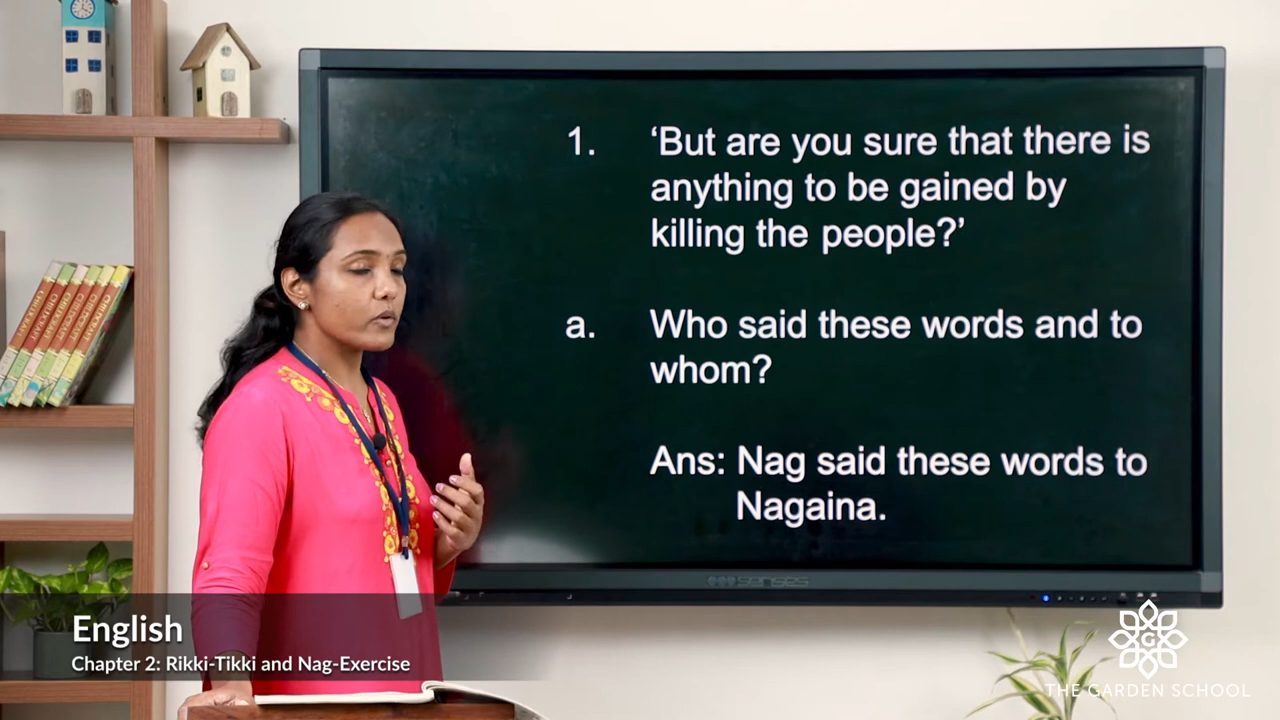 1. ‘But are you sure that there is
anything to be gained by
killing the people?’
a. Who said these words and to
whom?
Ans: Nag said these words to
Nagaina.
senses
English
Chapter 2: Rikki-Tikki and Nag-Exercise
G
THE GARDEN SCHOOL